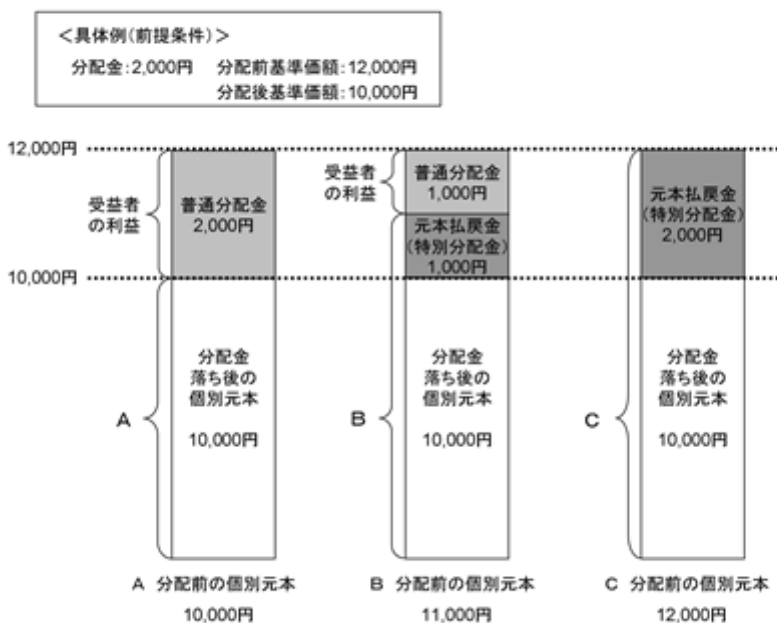 ＜具体例(前提条件)＞
分配金:2,000円 分配前基準価額:12,000円
分配後基準価額:10,000円
12,000円
10,000円
受益者
の利益
普通分配金
2,000円
分配金
落ち後の
個別元本
10,000円
A
A 分配前の個別元本
10,000円
受益者
の利益
普通分配金
1,000円
元本払戻金
(特別分配金)
1,000円
分配金
落ち後の
個別元本
10,000円
B
B 分配前の個別元本
11,000円
元本払戻金
(特別分配金)
2,000円
分配金
落ち後の
個別元本
10,000円
C
C 分配前の個別元本
12,000円